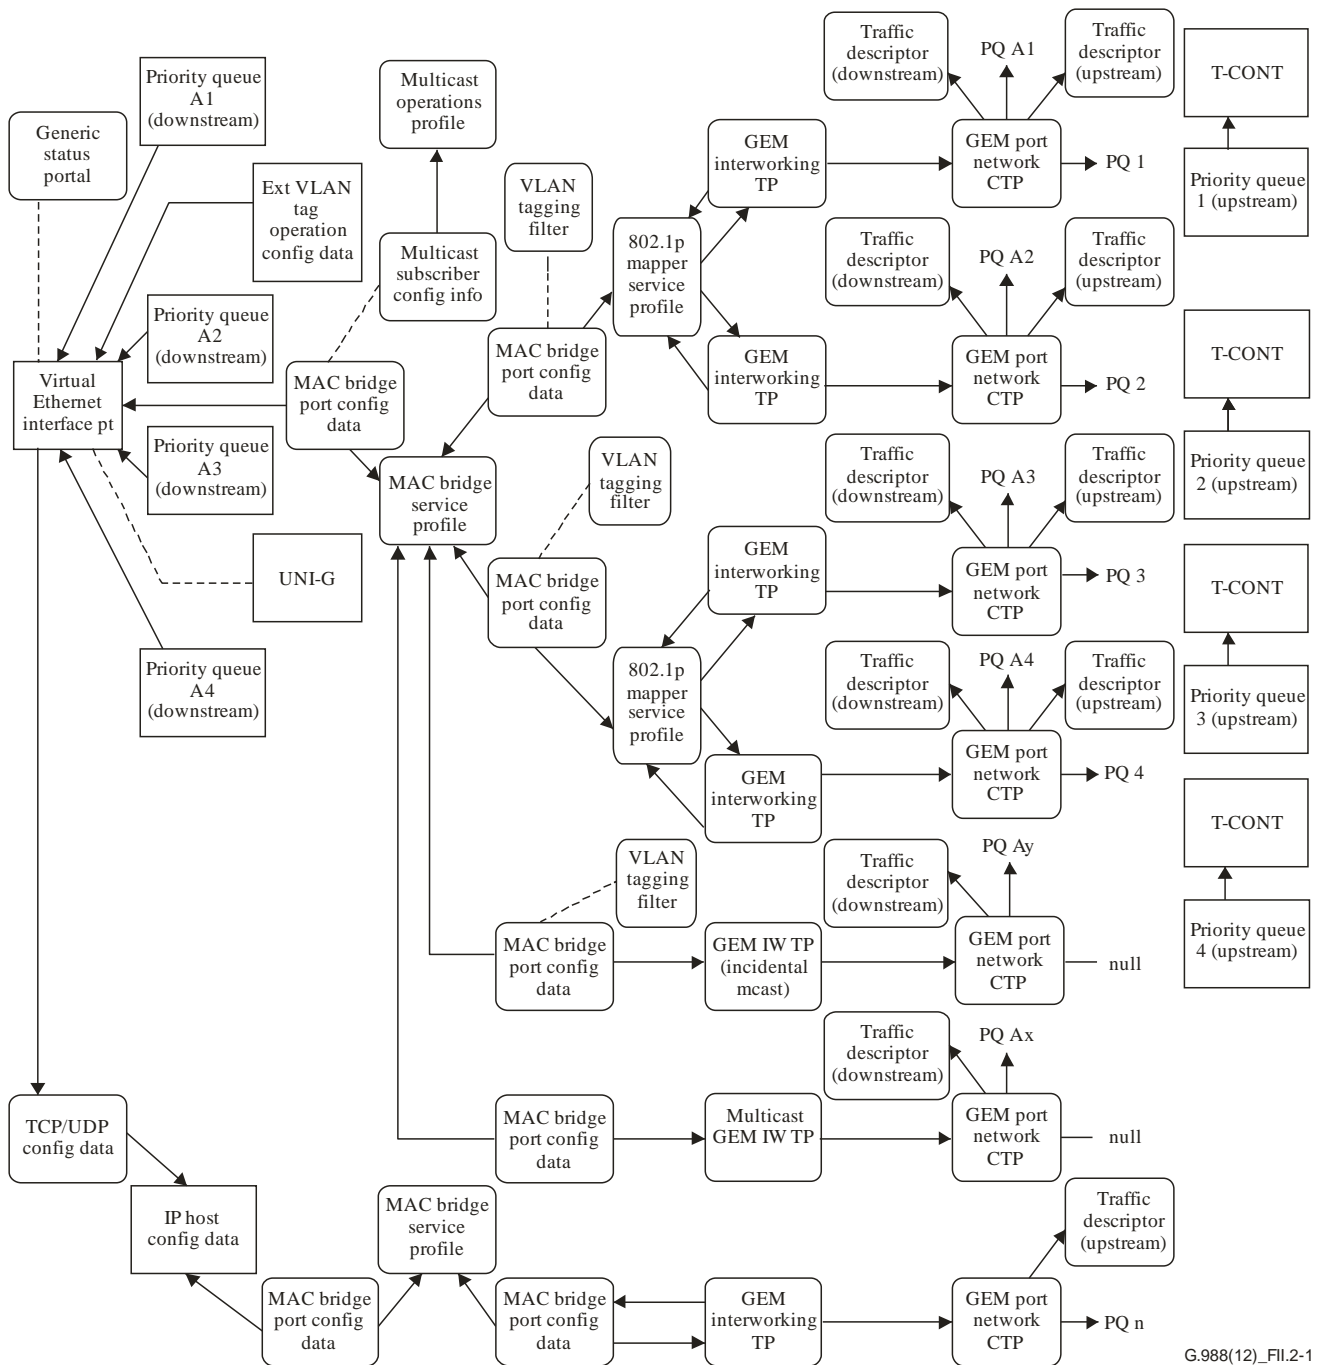 Traffic
descriptor
(downstream)
PQ A1
Traffic
descriptor
(upstream)
T-CONT
Priority queue
A1
(downstream)
Multicast
operations
profile
Generic
status
portal
GEM
interworking
TP
GEM port
network
CTP
PQ 1
Priority queue
1 (upstream)
Ext VLAN
tag
operation
config data
VLAN
tagging
filter
Multicast
subscriber
config info
802.1p
mapper
service
profile
Traffic
descriptor
(downstream)
PQ A2
Traffic
descriptor
(upstream)
T-CONT
Priority queue
A2
(downstream)
Virtual
Ethernet
interface pt
MAC bridge
port config
data
MAC bridge
port config
data
GEM
interworking
TP
GEM port
network
CTP
PQ 2
Priority queue
2 (upstream)
Priority queue
A3
(downstream)
MAC bridge
service
profile
VLAN
tagging
filter
Traffic
descriptor
(downstream)
PQ A3
Traffic
descriptor
(upstream)
T-CONT
UNI-G
MAC bridge
port config
data
GEM
interworking
TP
GEM port
network
CTP
PQ 3
Priority queue
3 (upstream)
Priority queue
A4
(downstream)
802.1p
mapper
service
profile
Traffic
descriptor
(downstream)
PQ A4
Traffic
descriptor
(upstream)
GEM
interworking
TP
GEM port
network
CTP
PQ 4
T-CONT
VLAN
tagging
filter
Traffic
descriptor
(downstream)
PQ Ay
MAC bridge
port config
data
GEM IW TP
(incidental
mcast)
GEM port
network
CTP
null
Priority queue
4 (upstream)
Traffic
descriptor
(downstream)
PQ Ax
TCP/UDP
config data
MAC bridge
port config
data
Multicast
GEM IW TP
GEM port
network
CTP
null
IP host
config data
MAC bridge
service
profile
Traffic
descriptor
(upstream)
MAC bridge
port config
data
MAC bridge
port config
data
GEM
interworking
TP
GEM port
network
CTP
PQ n
G.988(12)_FII.2-1